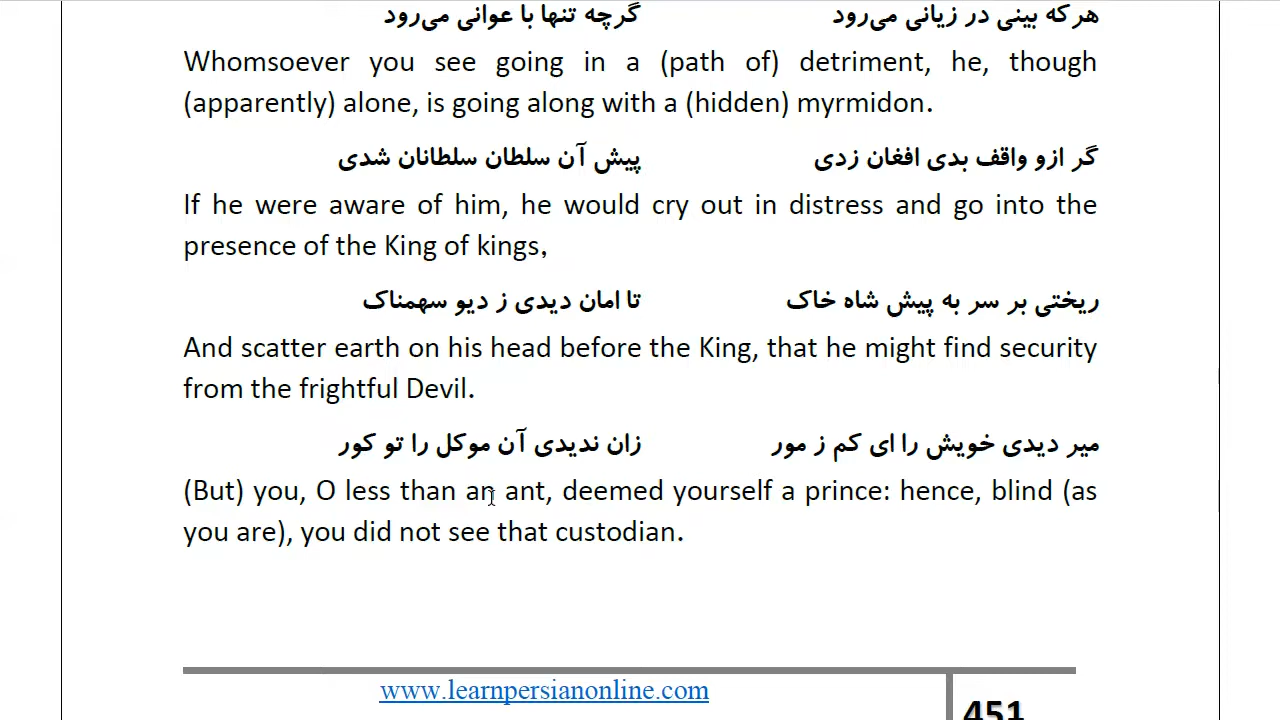 هرکه بینی در زیانی می‌رود گرچه تنها با عوانی می‌رود
Whomsoever you see going in a (path of) detriment, he, though
(apparently) alone, is going along with a (hidden) myrmidon.
گر ازو واقف بدی افغان زدی پیش آن سلطان سلطانان شدی
If he were aware of him, he would cry out in distress and go into the
presence of the King of kings,
ریختی بر سر به پیش شاه خاک تا امان دیدی ز دیو سهمناک
And scatter earth on his head before the King, that he might find security
from the frightful Devil.
میر دیدی خویش را ای کم ز مور زان ندیدی آن موکل را تو کور
(But) you, O less than an ant, deemed yourself a prince: hence, blind (as
you are), you did not see that custodian.
www.learnpersianonline.com
451